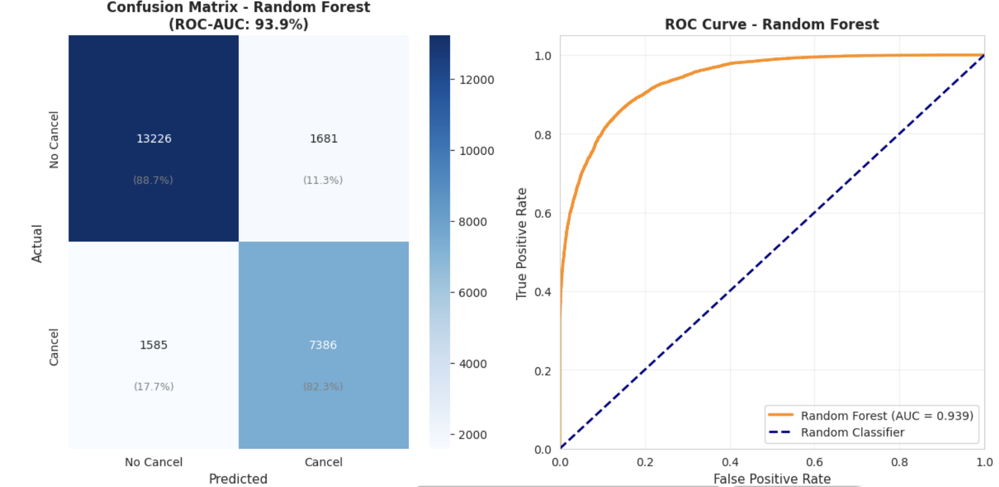 Confusion Matrix - Random Forest
(ROC-AUC: 93.9%)
Actual
No Cancel
Cancel
13226
(88.7%)
1681
(11.3%)
1585
(17.7%)
7386
(82.3%)
No Cancel
Cancel
Predicted
12000
10000
8000
6000
4000
2000
ROC Curve - Random Forest
True Positive Rate
1.0
0.8
0.6
0.4
0.2
0.0
0.0
0.2
0.4
0.6
0.8
1.0
False Positive Rate
Random Forest (AUC = 0.939)
Random Classifier